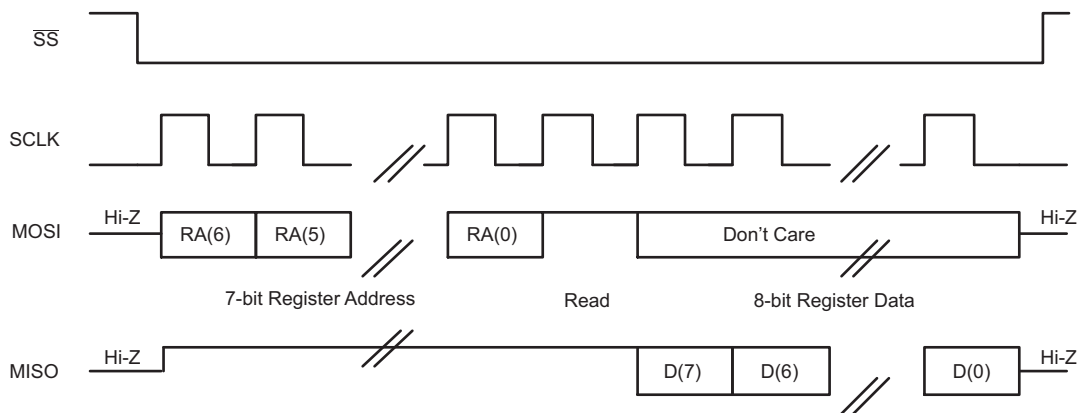 SS
SCLK
MOSI Hi-Z RA(6) RA(5) RA(0) Don't Care Hi-Z
7-bit Register Address Read 8-bit Register Data
MISO Hi-Z D(7) D(6) D(0) Hi-Z